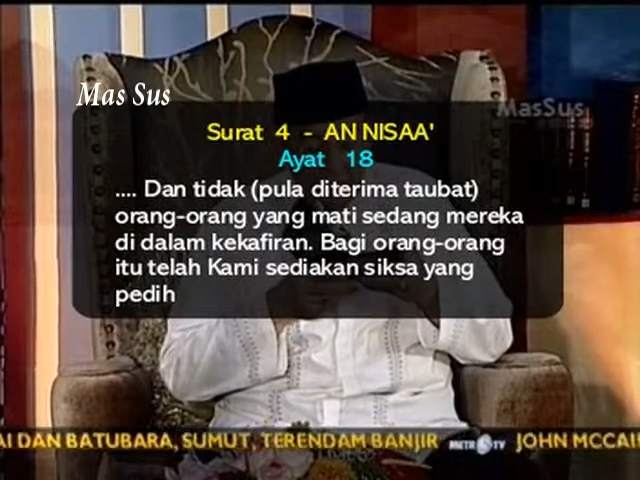 Mas Sus
MasSus
Surat 4 - AN NISAA'
Ayat 18
.... Dan tidak (pula diterima taubat)
orang-orang yang mati sedang mereka
di dalam kekafiran. Bagi orang-orang
itu telah Kami sediakan siksa yang
pedih
AI DAN BATUBARA, SUMUT, TERENDAM BANJIR METRO TV JOHN MCCAI